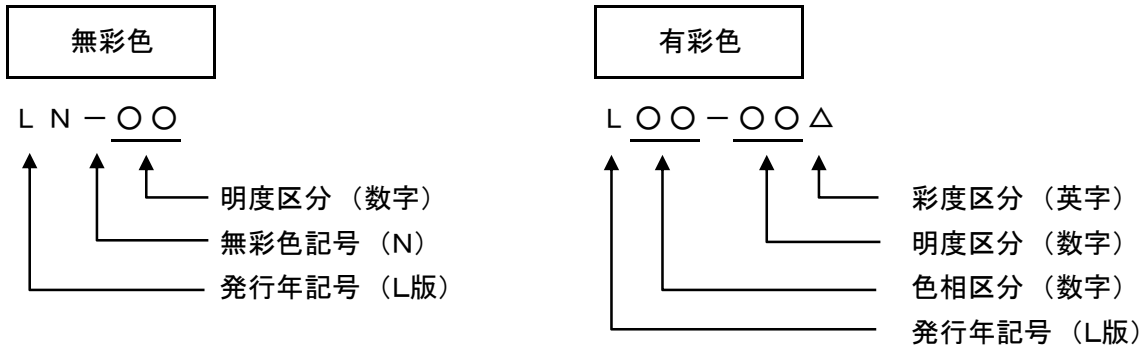 無彩色
LN-○○
明度区分(数字)
無彩色記号(N)
発行年記号(L版)
有彩色
L○○-○○△
彩度区分(英字)
明度区分(数字)
色相区分(数字)
発行年記号(L版)